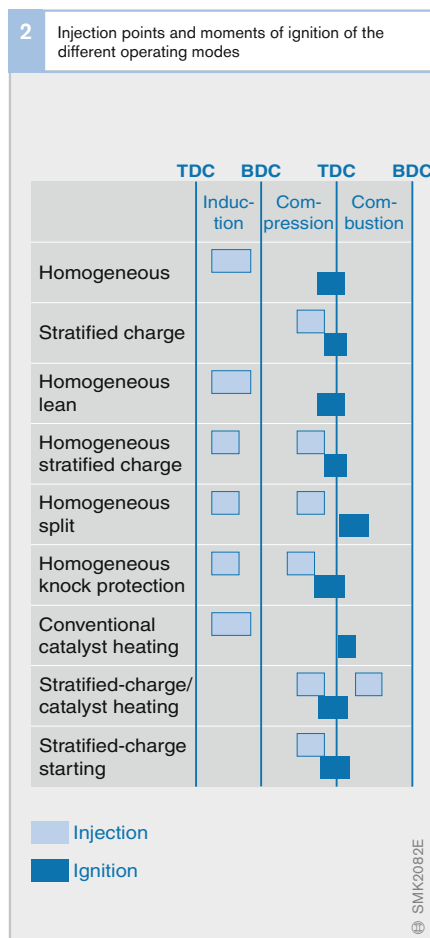 2
Injection points and moments of ignition of the
different operating modes
TDC BDC TDC BDC
Induc-
tion
Com-
pression
Com-
bustion
Homogeneous
Stratified charge
Homogeneous
lean
Homogeneous
stratified charge
Homogeneous
split
Homogeneous
knock protection
Conventional
catalyst heating
Stratified-charge/
catalyst heating
Stratified-charge
starting
Injection
Ignition
SMK2082E